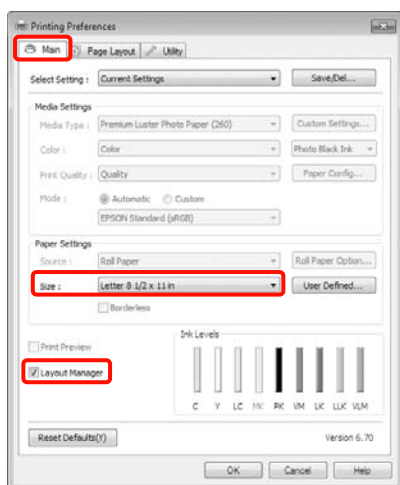 Printing Preferences
Main Page Layout Utility
Select Setting : Current Settings Save/Del...
Media Settings
Media Type : Premium Luster Photo Paper (260) Custom Settings...
Color : Color Photo Black Ink
Print Quality : Quality Paper Config...
Mode : Automatic Custom
EPSON Standard (sRGB)
Paper Settings
Source : Roll Paper Roll Paper Option...
Size : Letter 8 1/2 x 11 in User Defined...
Borderless
Print Preview
Layout Manager
Ink Levels
C Y LC MK PK VM LK LLK VLM
Reset Defaults(Y) Version 6.70
OK Cancel Help